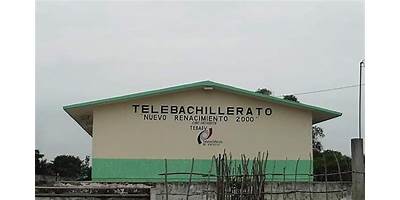 TELEBACHILLERATO
"NUEVO RENACIMIENTO 2000"
TEBAEV